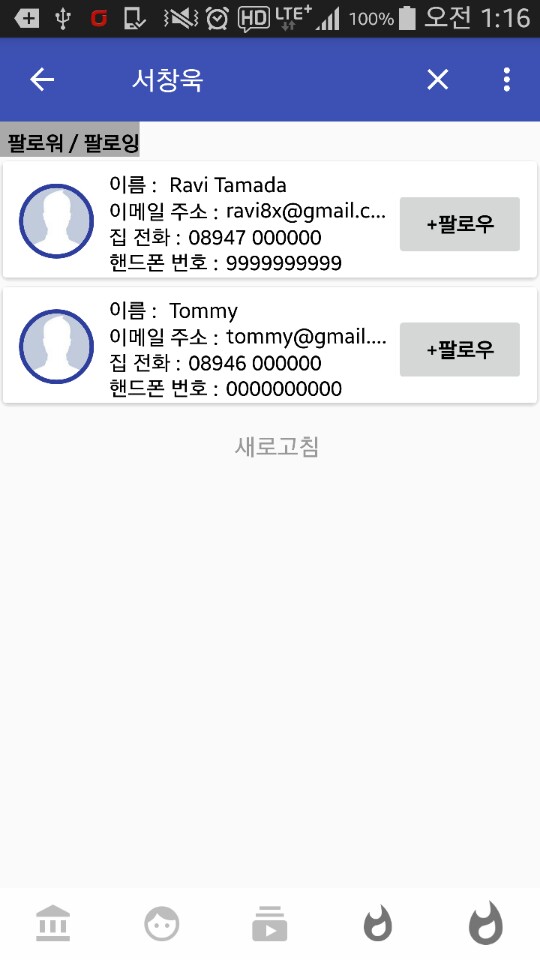 HD LTE+ 100% 오전 1:16
서창욱
팔로워 / 팔로잉
이름 : Ravi Tamada
이메일 주소 : ravi8x@gmail.c...
집 전화 : 08947 000000
핸드폰 번호 : 9999999999
+팔로우
이름 : Tommy
이메일 주소 : tommy@gmail....
집 전화 : 08946 000000
핸드폰 번호 : 0000000000
+팔로우
새로고침